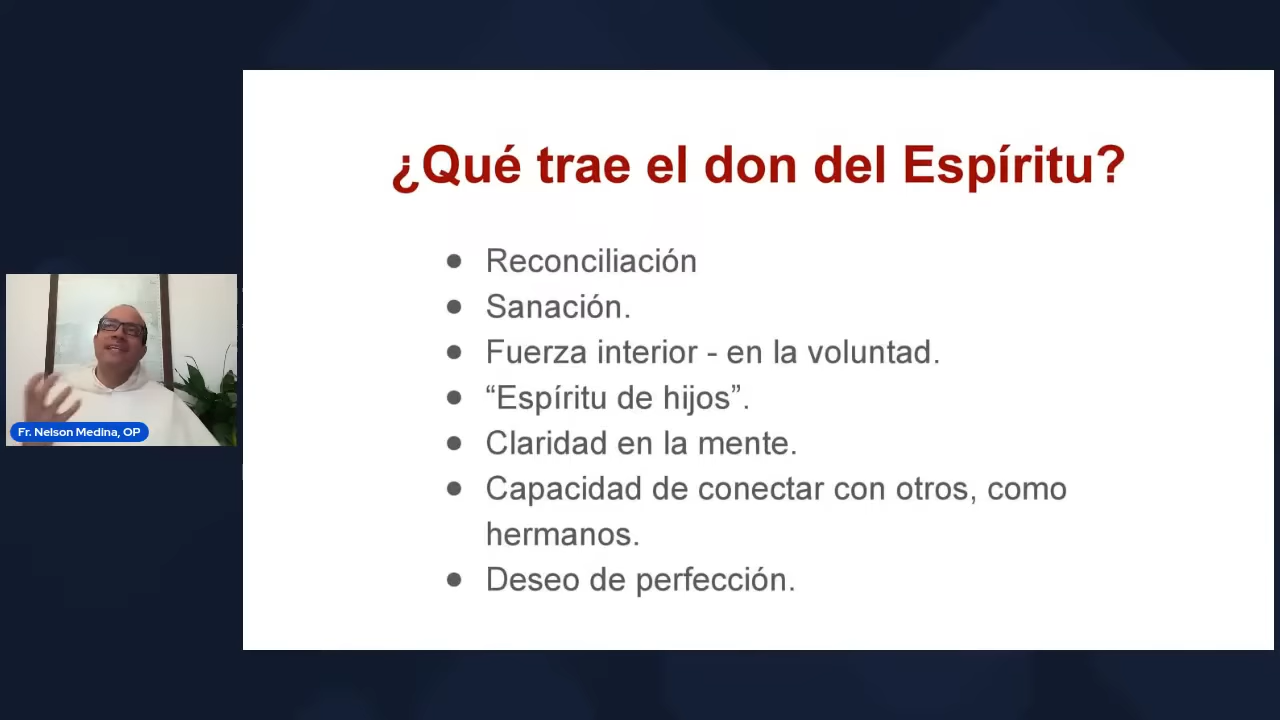 ¿Qué trae el don del Espíritu?
● Reconciliación
● Sanación.
● Fuerza interior - en la voluntad.
● “Espíritu de hijos”.
● Claridad en la mente.
● Capacidad de conectar con otros, como
hermanos.
● Deseo de perfección.
Fr. Nelson Medina, OP